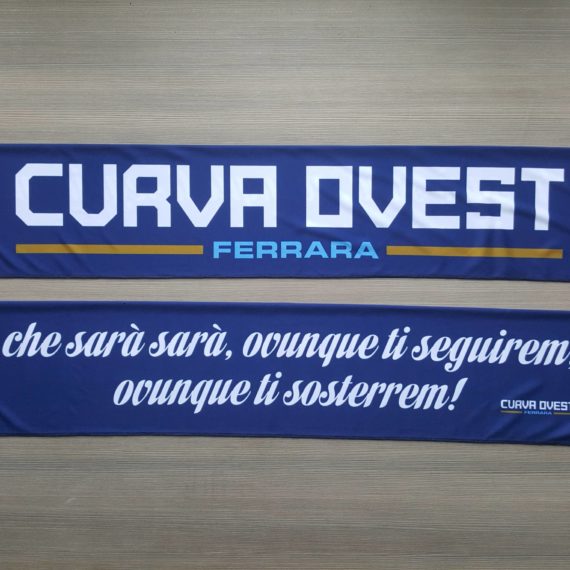 CURVA OVEST
FERRARA
che sarà sarà, ovunque ti seguirem,
ovunque ti sosterrem!
CURVA OVEST
FERRARA